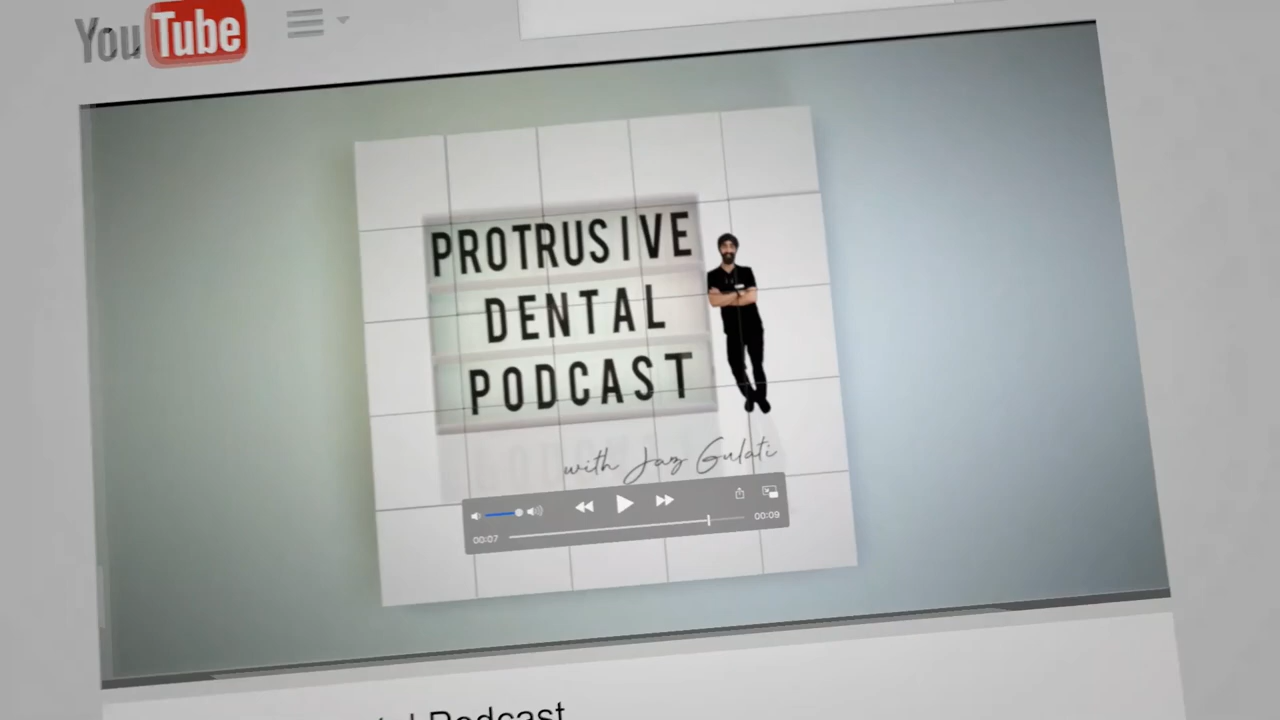 YouTube
PROTRUSIVE
DENTAL
PODCAST
with Jaz Gulati
00:07
00:09
Podcast